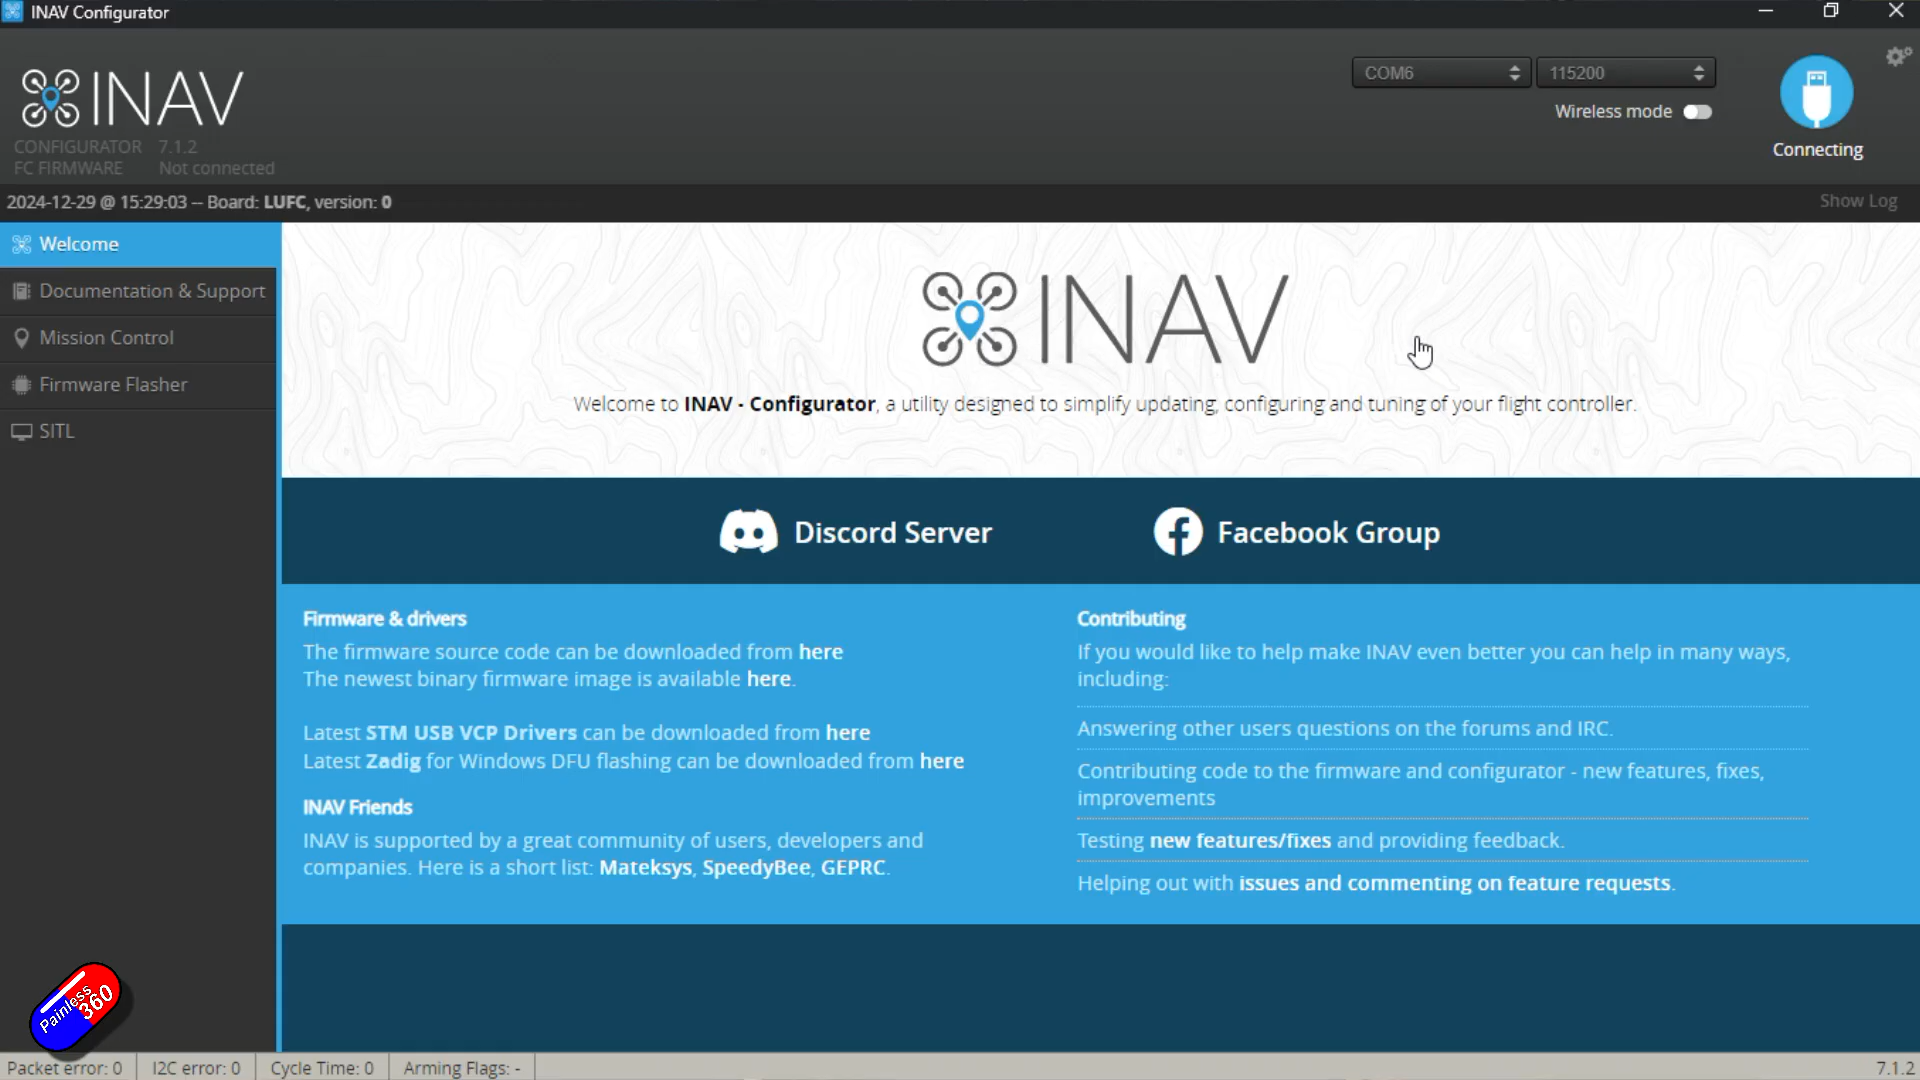 INAV Configurator
INAV
COM6
115200
Wireless mode
Connecting
CONFIGURATOR 7.1.2
FC FIRMWARE Not connected
2024-12-29 @ 15:29:03 -- Board: LUFC, version: 0
Show Log
Welcome
Documentation & Support
Mission Control
Firmware Flasher
SITL
INAV
Welcome to INAV - Configurator, a utility designed to simplify updating, configuring and tuning of your flight controller.
Discord Server
Facebook Group
Firmware & drivers
The firmware source code can be downloaded from here
The newest binary firmware image is available here.
Latest STM USB VCP Drivers can be downloaded from here
Latest Zadig for Windows DFU flashing can be downloaded from here
INAV Friends
INAV is supported by a great community of users, developers and
companies. Here is a short list: Mateksys, SpeedyBee, GEPRC.
Contributing
If you would like to help make INAV even better you can help in many ways,
including:
Answering other users questions on the forums and IRC.
Contributing code to the firmware and configurator - new features, fixes,
improvements
Testing new features/fixes and providing feedback.
Helping out with issues and commenting on feature requests.
Painless
360
Packet error: 0
I2C error: 0
Cycle Time: 0
Arming Flags: -
7.1.2